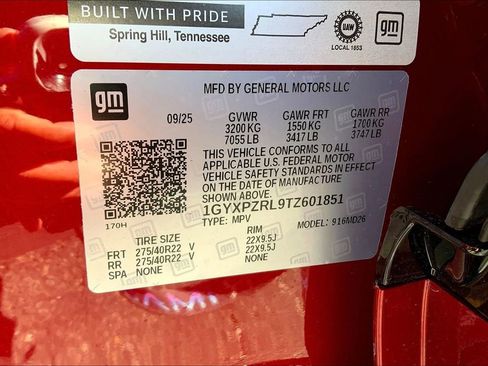 BUILT WITH PRIDE
Spring Hill, Tennessee
UAW
LOCAL 1853
gm
gm
MFD BY GENERAL MOTORS LLC
09/25 GVWR GAWR FRT GAWR RR
3200 KG 1550 KG 1700 KG
7055 LB 3417 LB 3747 LB
THIS VEHICLE CONFORMS TO ALL
APPLICABLE U.S. FEDERAL MOTOR
VEHICLE SAFETY STANDARDS IN
EFFECT ON THE DATE OF MANUFACTURE
SHOWN ABOVE.
1GYXPZRL9TZ601851
170H TYPE: MPV MODEL: 916MD26
TIRE SIZE RIM
FRT 275/40R22 V 22X9.5J
RR 275/40R22 V 22X9.5J
SPA NONE NONE